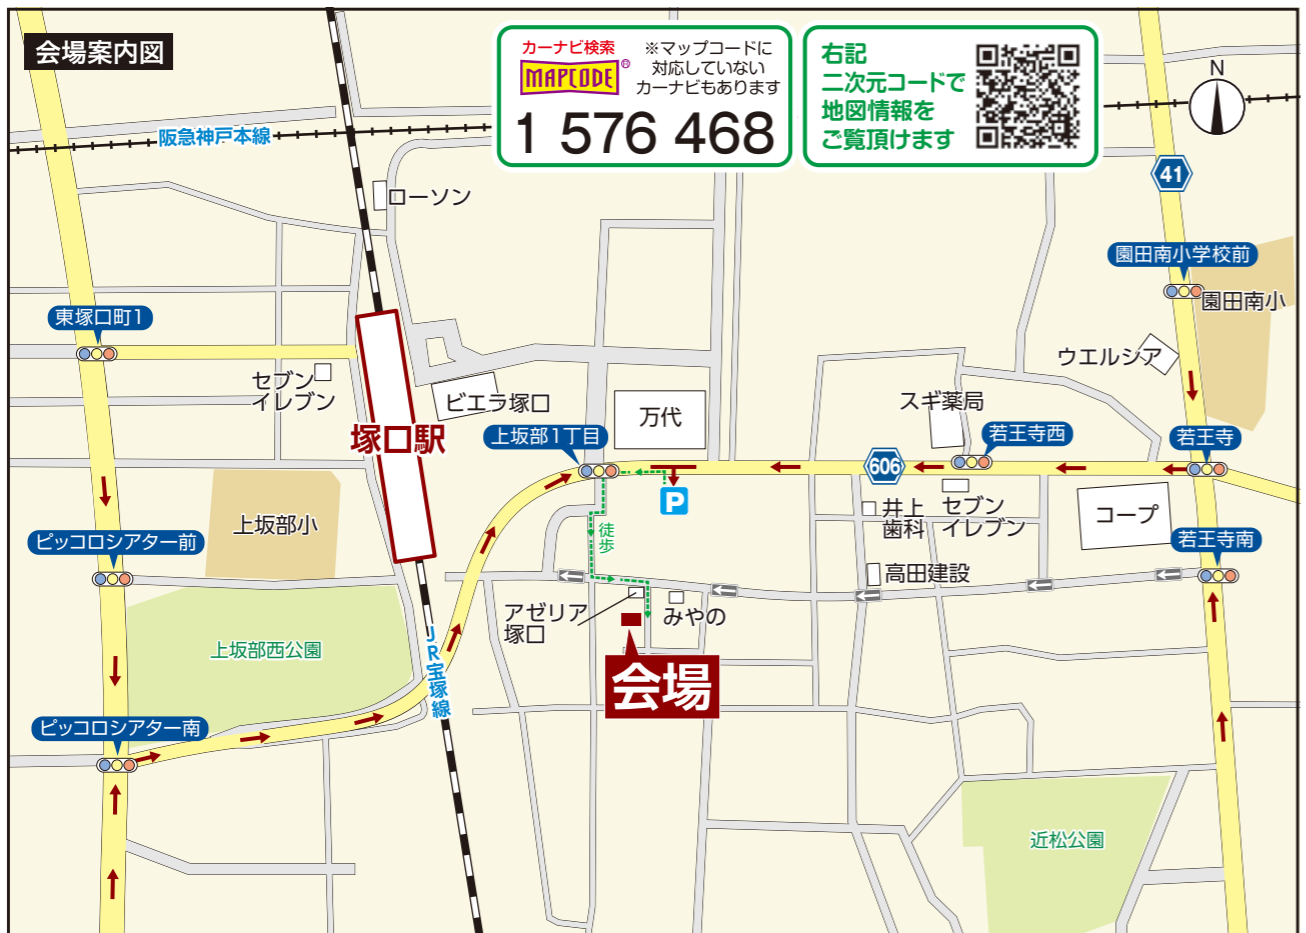 会場案内図
カーナビ検索
MAPCODE®
※マップコードに
対応していない
カーナビもあります
1 576 468
右記
二次元コードで
地図情報を
ご覧頂けます
N
阪急神戸本線
ローソン
41
園田南小学校前
園田南小
東塚口町1
セブン
イレブン
ビエラ塚口
塚口駅
上坂部1丁目
万代
ウエルシア
スギ薬局
若王寺西
若王寺
606
P
徒歩
井上
歯科
セブン
イレブン
コープ
若王寺南
上坂部小
ピッコロシアター前
高田建設
アゼリア
塚口
みやの
会場
上坂部西公園
JR宝塚線
ピッコロシアター南
近松公園